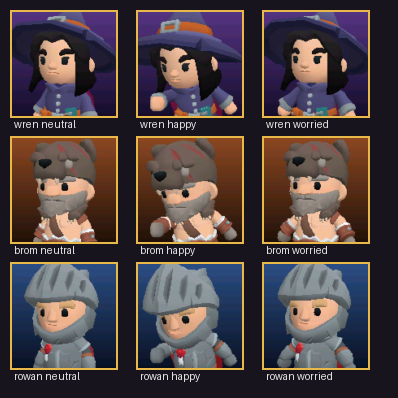 wren neutral
wren happy
wren worried
brom neutral
brom happy
brom worried
rowan neutral
rowan happy
rowan worried